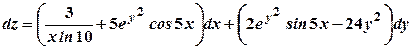 dz = (3/(x ln 10) + 5e^{y^2} cos 5x)dx + (2e^{y^2} sin 5x − 24y^2)dy